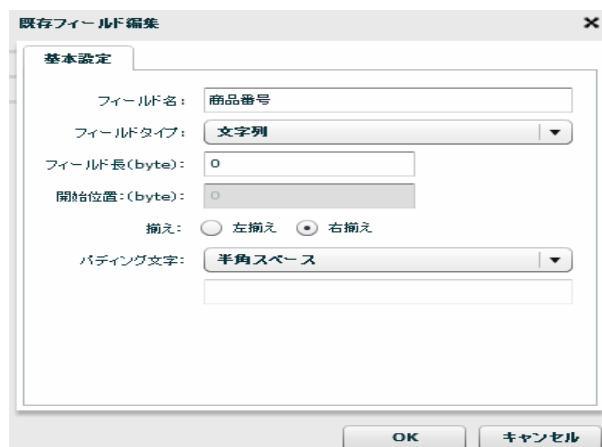 既存フィールド編集
基本設定
フィールド名: 商品番号
フィールドタイプ: 文字列
フィールド長(byte): 0
開始位置:(byte): 0
揃え: 左揃え 右揃え
パディング文字: 半角スペース
OK キャンセル